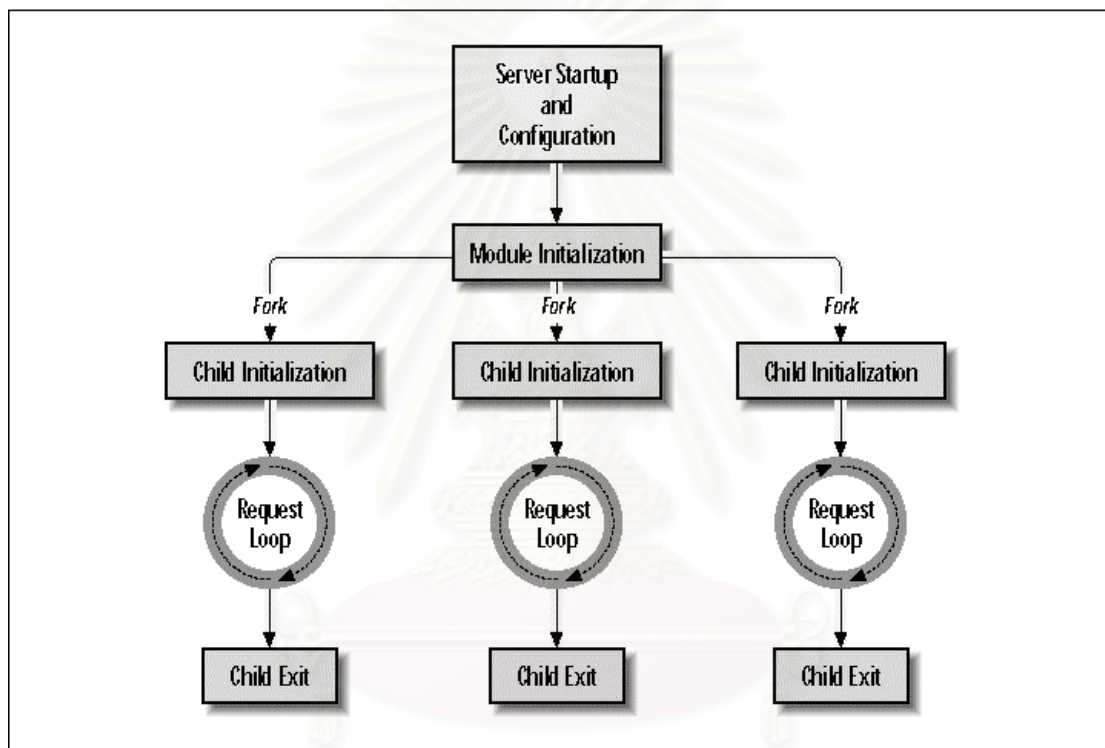 Server Startup
and
Configuration
Module Initialization
Fork
Fork
Fork
Child Initialization
Child Initialization
Child Initialization
Request
Loop
Request
Loop
Request
Loop
Child Exit
Child Exit
Child Exit